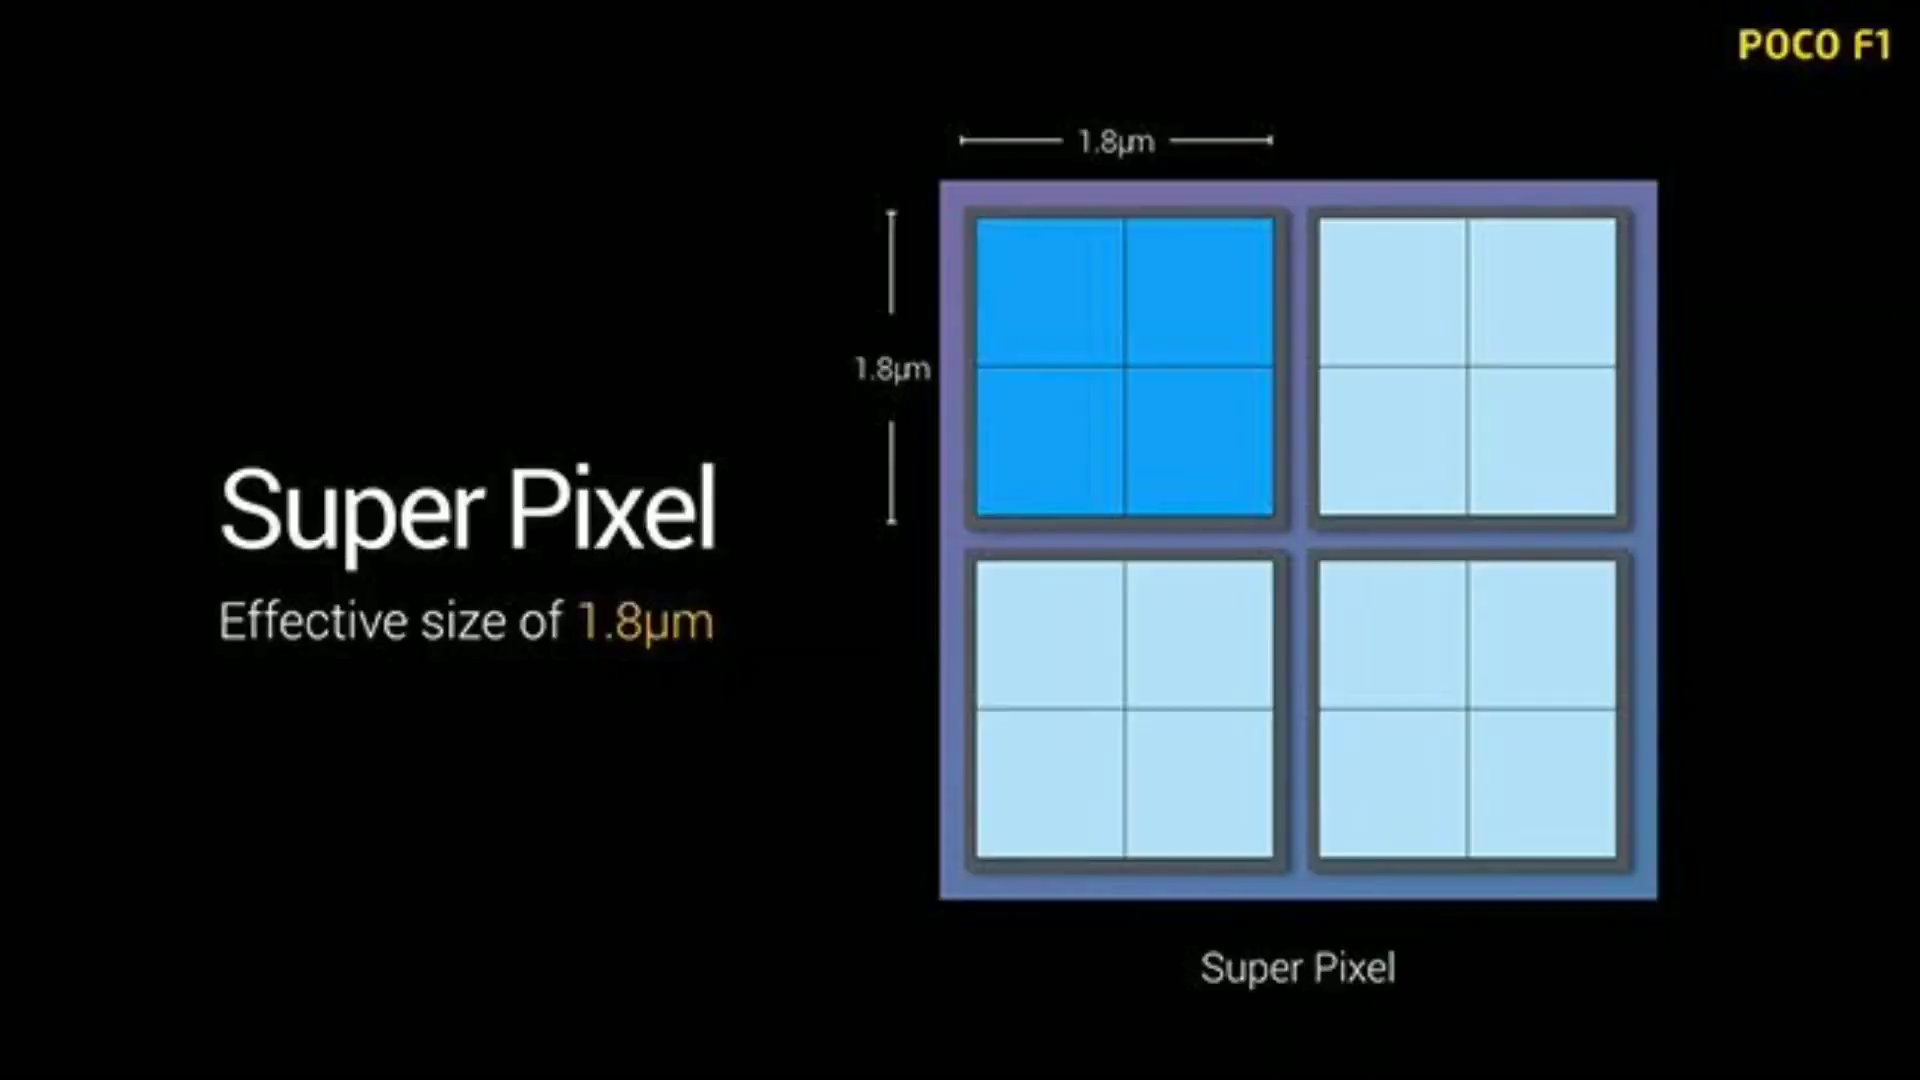 POCO F1
1.8µm
1.8µm
Super Pixel
Effective size of 1.8µm
Super Pixel